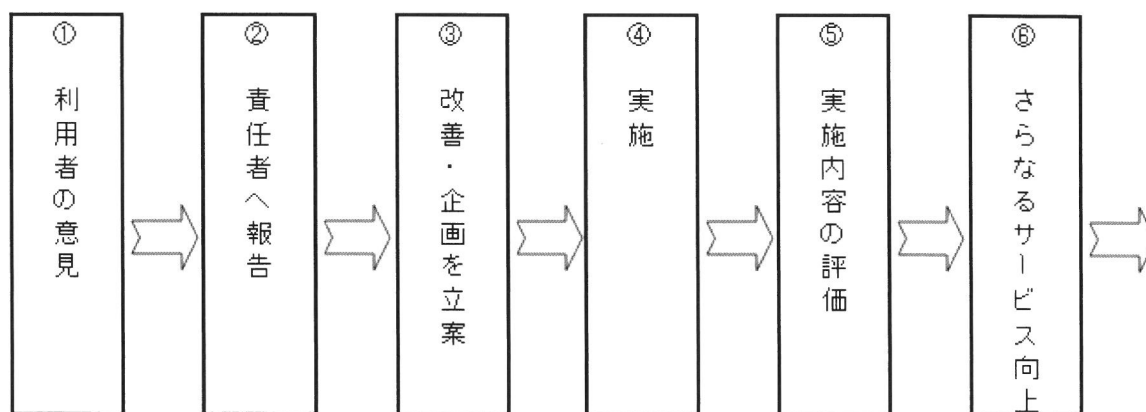 ① 利用者の意見
② 責任者へ報告
③ 改善・企画を立案
④ 実施
⑤ 実施内容の評価
⑥ さらなるサービス向上